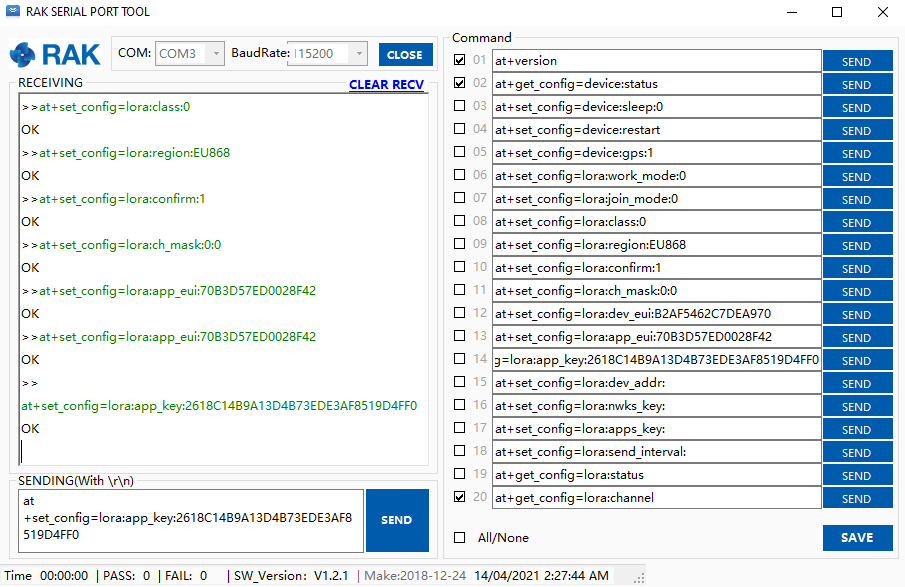 RAK SERIAL PORT TOOL
RAK
COM: COM3 BaudRate: 115200 CLOSE
RECEIVING CLEAR RECV
>>at+set_config=lora:class:0
OK
>>at+set_config=lora:region:EU868
OK
>>at+set_config=lora:confirm:1
OK
>>at+set_config=lora:ch_mask:0:0
OK
>>at+set_config=lora:app_eui:70B3D57ED0028F42
OK
>>at+set_config=lora:app_eui:70B3D57ED0028F42
OK
>>
at+set_config=lora:app_key:2618C14B9A13D4B73EDE3AF8519D4FF0
OK
SENDING(With \r\n)
at
+set_config=lora:app_key:2618C14B9A13D4B73EDE3AF8
519D4FF0
SEND
Command
01 at+version SEND
02 at+get_config=device:status SEND
03 at+set_config=device:sleep:0 SEND
04 at+set_config=device:restart SEND
05 at+set_config=device:gps:1 SEND
06 at+set_config=lora:work_mode:0 SEND
07 at+set_config=lora:join_mode:0 SEND
08 at+set_config=lora:class:0 SEND
09 at+set_config=lora:region:EU868 SEND
10 at+set_config=lora:confirm:1 SEND
11 at+set_config=lora:ch_mask:0:0 SEND
12 at+set_config=lora:dev_eui:B2AF5462C7DEA970 SEND
13 at+set_config=lora:app_eui:70B3D57ED0028F42 SEND
14 g=lora:app_key:2618C14B9A13D4B73EDE3AF8519D4FF0 SEND
15 at+set_config=lora:dev_addr: SEND
16 at+set_config=lora:nwks_key: SEND
17 at+set_config=lora:apps_key: SEND
18 at+set_config=lora:send_interval: SEND
19 at+get_config=lora:status SEND
20 at+get_config=lora:channel SEND
All/None SAVE
Time 00:00:00 | PASS: 0 | FAIL: 0 | SW_Version: V1.2.1 | Make:2018-12-24 14/04/2021 2:27:44 AM